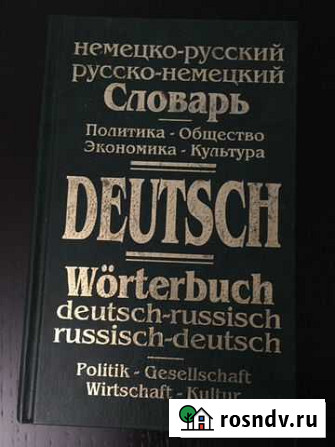 немецко-русский
русско-немецкий
Словарь
Политика - Общество
Экономика - Культура
DEUTSCH
Wörterbuch
deutsch-russisch
russisch-deutsch
Politik - Gesellschaft
Wirtschaft - Kultur
rosndv.ru